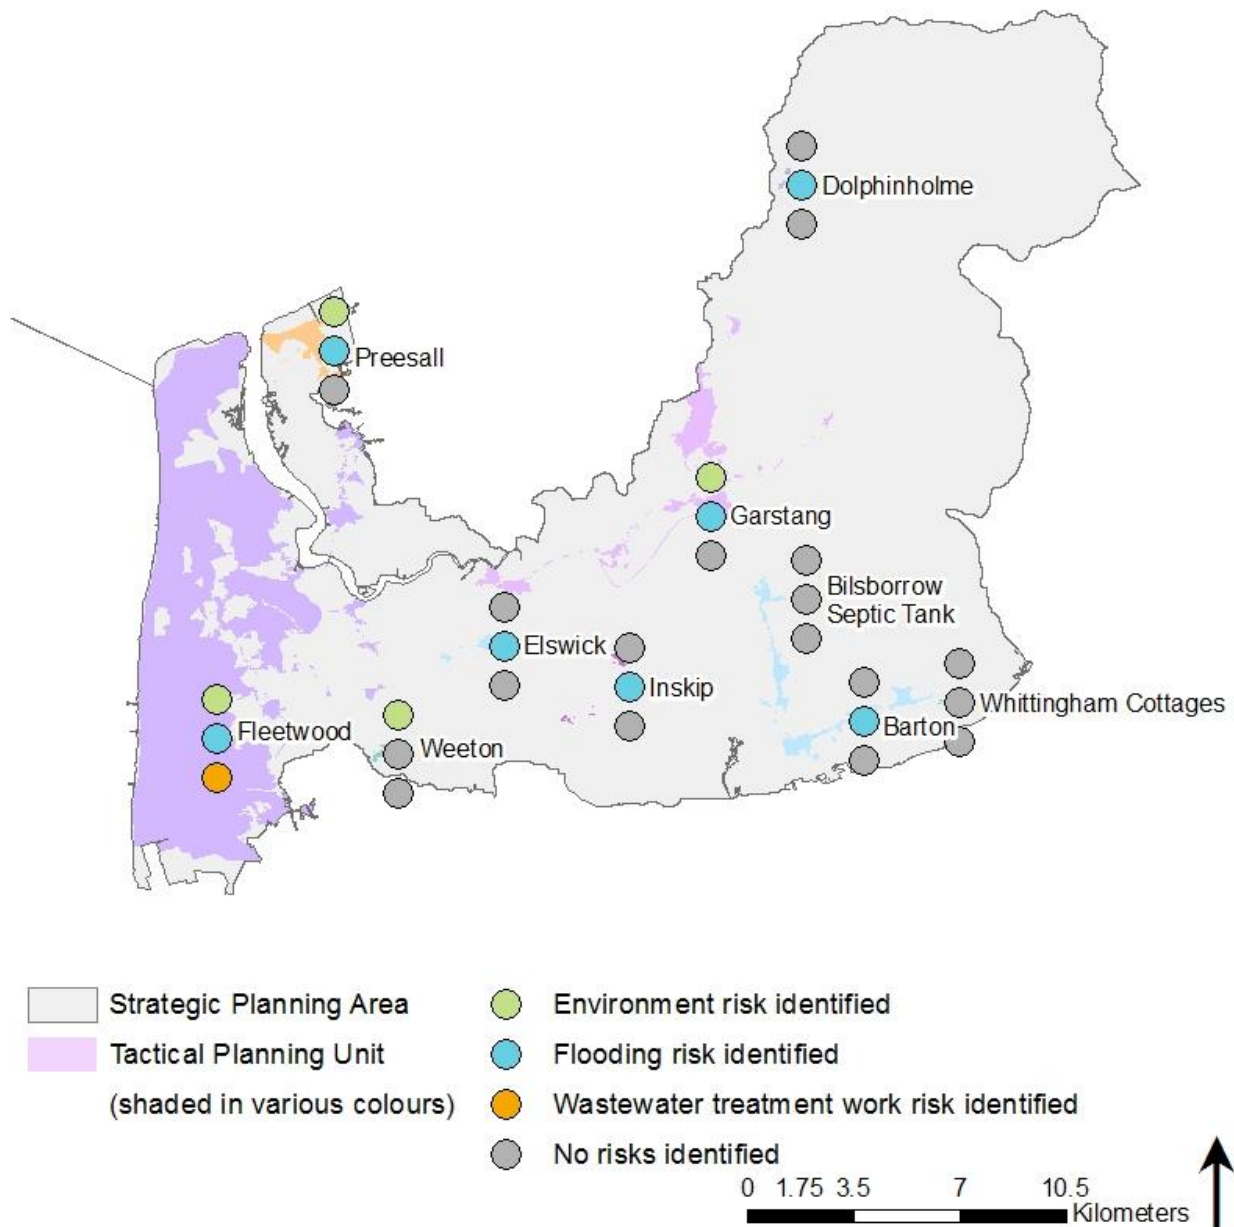 Dolphinholme
Preesall
Garstang
Bilsborrow
Septic Tank
Elswick
Inskip
Whittingham Cottages
Barton
Fleetwood
Weeton
Strategic Planning Area
Tactical Planning Unit
(shaded in various colours)
Environment risk identified
Flooding risk identified
Wastewater treatment work risk identified
No risks identified
0 1.75 3.5 7 10.5
Kilometers